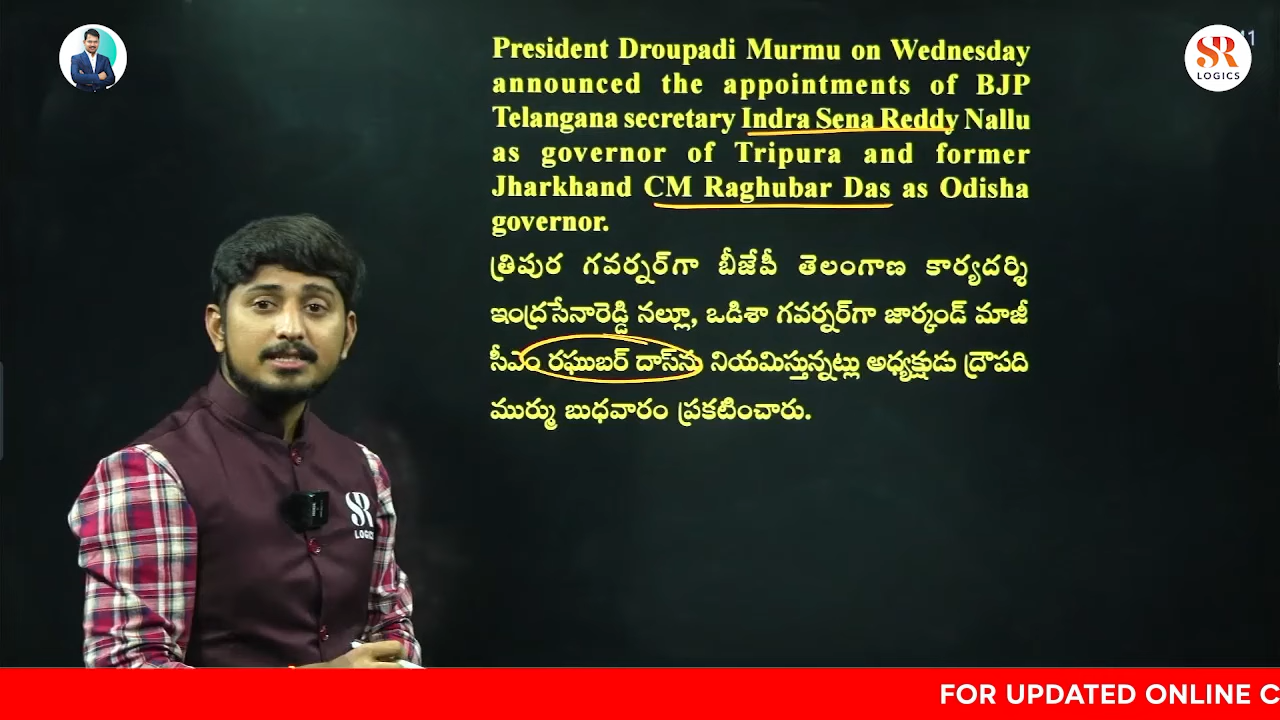 President Droupadi Murmu on Wednesday
announced the appointments of BJP
Telangana secretary Indra Sena Reddy Nallu
as governor of Tripura and former
Jharkhand CM Raghubar Das as Odisha
governor.
త్రిపుర గవర్నర్‌గా బీజేపీ తెలంగాణ కార్యదర్శి
ఇంద్రసేనారెడ్డి నల్లూ, ఒడిశా గవర్నర్‌గా జార్కండ్ మాజీ
సీఎం రఘుబర్ దాస్‌ను నియమిస్తున్నట్లు అధ్యక్షుడు ద్రౌపది
ముర్ము బుధవారం ప్రకటించారు.
SR
LOGICS
SR
LOGICS
FOR UPDATED ONLINE C